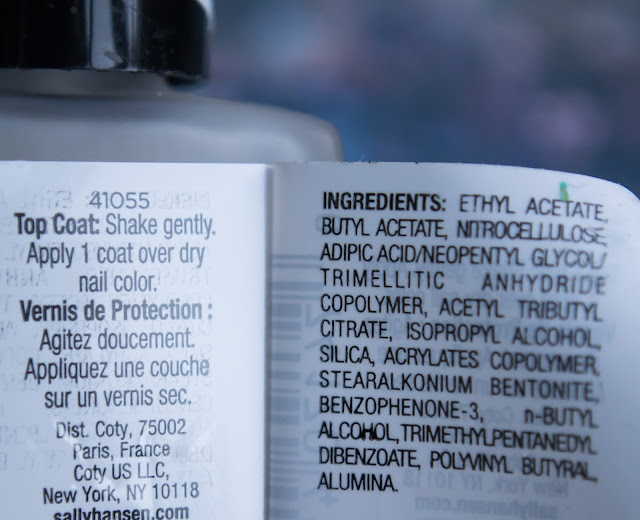 41055
Top Coat: Shake gently.
Apply 1 coat over dry
nail color.
Vernis de Protection :
Agitez doucement.
Appliquez une couche
sur un vernis sec.
Dist. Coty, 75002
Paris, France
Coty US LLC,
New York, NY 10118
sallyhansen.com
INGREDIENTS: ETHYL ACETATE,
BUTYL ACETATE, NITROCELLULOSE,
ADIPIC ACID/NEOPENTYL GLYCOL/
TRIMELLITIC ANHYDRIDE
COPOLYMER, ACETYL TRIBUTYL
CITRATE, ISOPROPYL ALCOHOL,
SILICA, ACRYLATES COPOLYMER,
STEARALKONIUM BENTONITE,
BENZOPHENONE-3, n-BUTYL
ALCOHOL, TRIMETHYLPENTANEDYL
DIBENZOATE, POLYVINYL BUTYRAL,
ALUMINA.